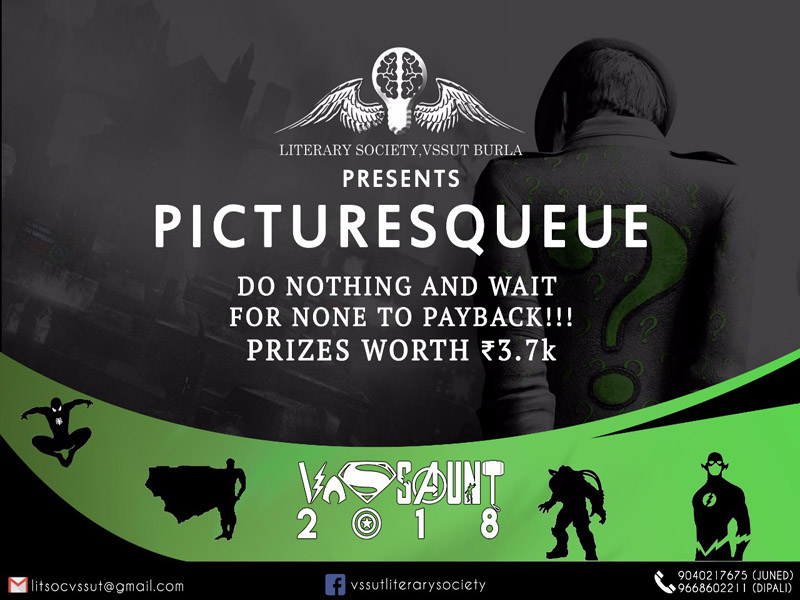 LITERARY SOCIETY,VSSUT BURLA
PRESENTS
PICTURESQUEUE
DO NOTHING AND WAIT
FOR NONE TO PAYBACK!!!
PRIZES WORTH ₹3.7k
VASSAUNT
2018
litsocvssut@gmail.com
vssutliterarysociety
9040217675 (JUNED)
9668602211 (DIPALI)